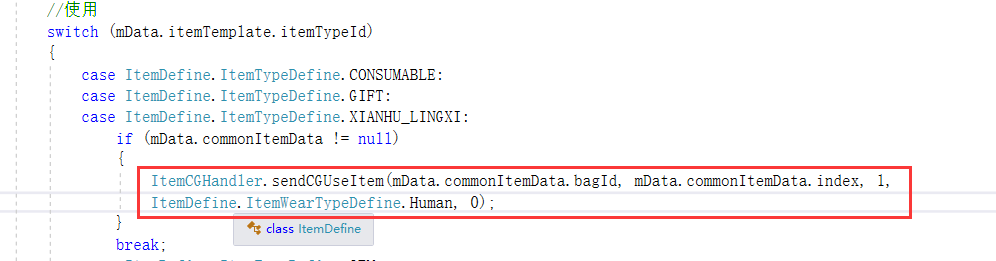 //使用
switch (mData.itemTemplate.itemTypeId)
{
case ItemDefine.ItemTypeDefine.CONSUMABLE:
case ItemDefine.ItemTypeDefine.GIFT:
case ItemDefine.ItemTypeDefine.XIANHU_LINGXI:
if (mData.commonItemData != null)
{
ItemCGHandler.sendCGUseItem(mData.commonItemData.bagId, mData.commonItemData.index, 1,
ItemDefine.ItemWearTypeDefine.Human, 0);
}
class ItemDefine
break;